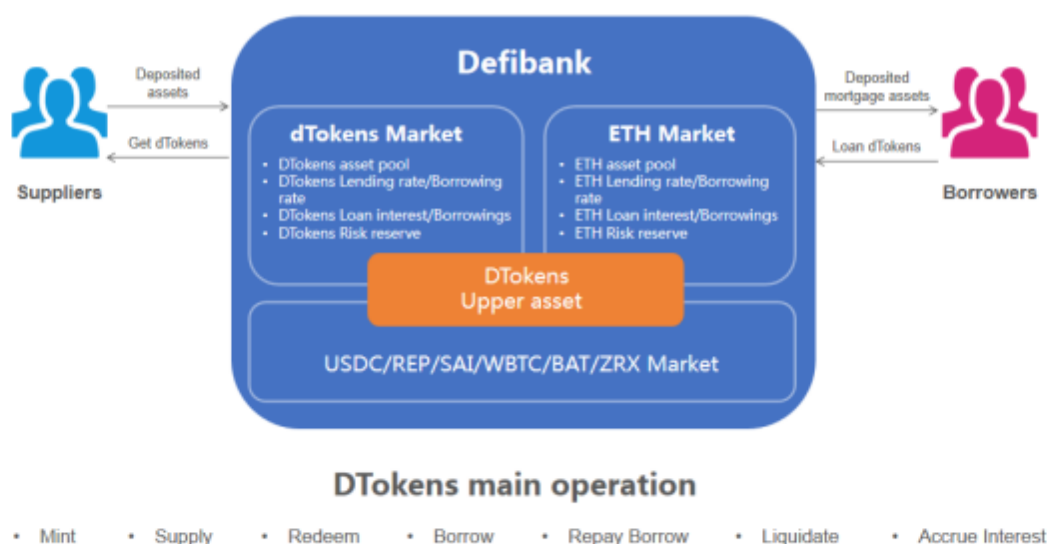 Defibank
Deposited
assets
Get dTokens
Suppliers
dTokens Market
• DTokens asset pool
• DTokens Lending rate/Borrowing
rate
• DTokens Loan interest/Borrowings
• DTokens Risk reserve
ETH Market
• ETH asset pool
• ETH Lending rate/Borrowing
rate
• ETH Loan interest/Borrowings
• ETH Risk reserve
Deposited
mortgage assets
Loan dTokens
Borrowers
DTokens
Upper asset
USDC/REP/SAI/WBTC/BAT/ZRX Market
DTokens main operation
• Mint • Supply • Redeem • Borrow • Repay Borrow • Liquidate • Accrue Interest